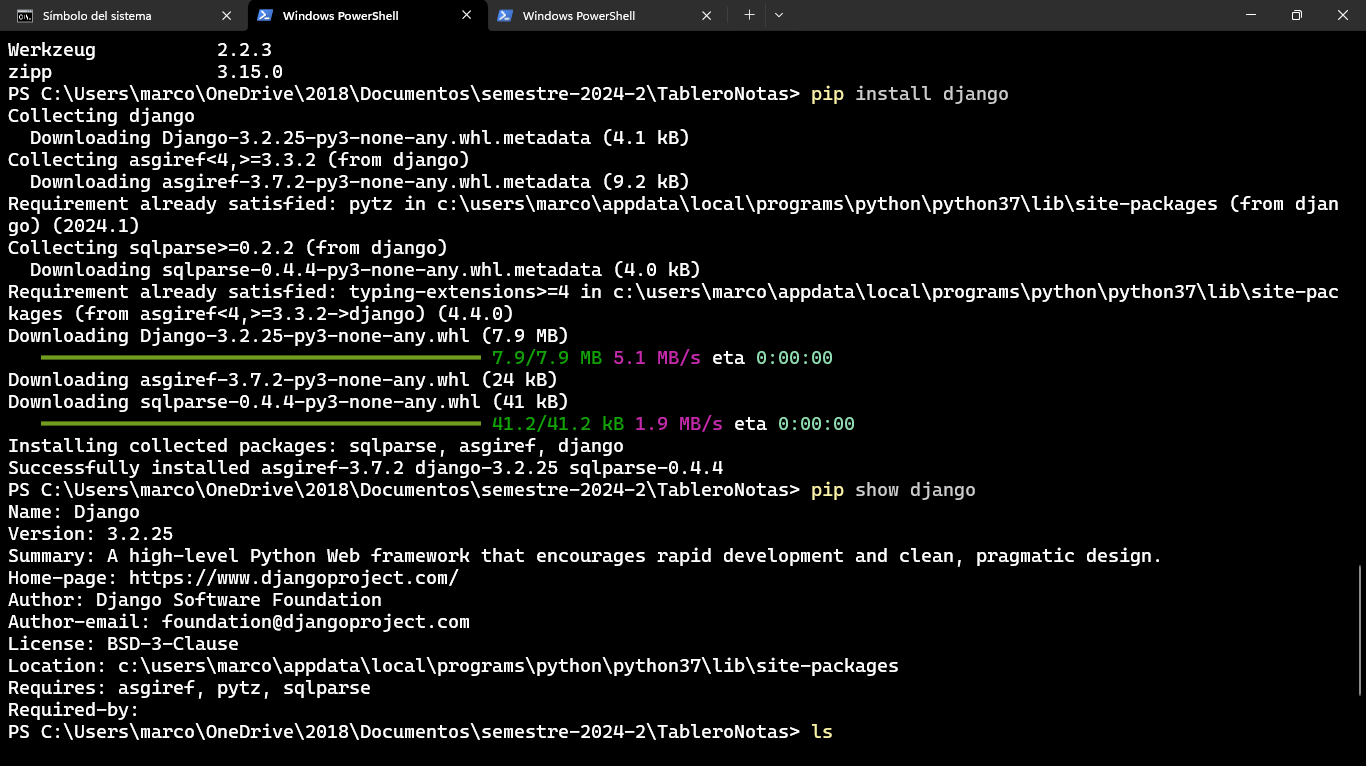 Símbolo del sistema
Windows PowerShell
Windows PowerShell
Werkzeug           2.2.3
zipp               3.15.0
PS C:\Users\marco\OneDrive\2018\Documentos\semestre-2024-2\TableroNotas> pip install django
Collecting django
  Downloading Django-3.2.25-py3-none-any.whl.metadata (4.1 kB)
Collecting asgiref<4,>=3.3.2 (from django)
  Downloading asgiref-3.7.2-py3-none-any.whl.metadata (9.2 kB)
Requirement already satisfied: pytz in c:\users\marco\appdata\local\programs\python\python37\lib\site-packages (from djan
go) (2024.1)
Collecting sqlparse>=0.2.2 (from django)
  Downloading sqlparse-0.4.4-py3-none-any.whl.metadata (4.0 kB)
Requirement already satisfied: typing-extensions>=4 in c:\users\marco\appdata\local\programs\python\python37\lib\site-pac
kages (from asgiref<4,>=3.3.2->django) (4.4.0)
Downloading Django-3.2.25-py3-none-any.whl (7.9 MB)
7.9/7.9 MB 5.1 MB/s eta 0:00:00
Downloading asgiref-3.7.2-py3-none-any.whl (24 kB)
Downloading sqlparse-0.4.4-py3-none-any.whl (41 kB)
41.2/41.2 kB 1.9 MB/s eta 0:00:00
Installing collected packages: sqlparse, asgiref, django
Successfully installed asgiref-3.7.2 django-3.2.25 sqlparse-0.4.4
PS C:\Users\marco\OneDrive\2018\Documentos\semestre-2024-2\TableroNotas> pip show django
Name: Django
Version: 3.2.25
Summary: A high-level Python Web framework that encourages rapid development and clean, pragmatic design.
Home-page: https://www.djangoproject.com/
Author: Django Software Foundation
Author-email: foundation@djangoproject.com
License: BSD-3-Clause
Location: c:\users\marco\appdata\local\programs\python\python37\lib\site-packages
Requires: asgiref, pytz, sqlparse
Required-by:
PS C:\Users\marco\OneDrive\2018\Documentos\semestre-2024-2\TableroNotas> ls